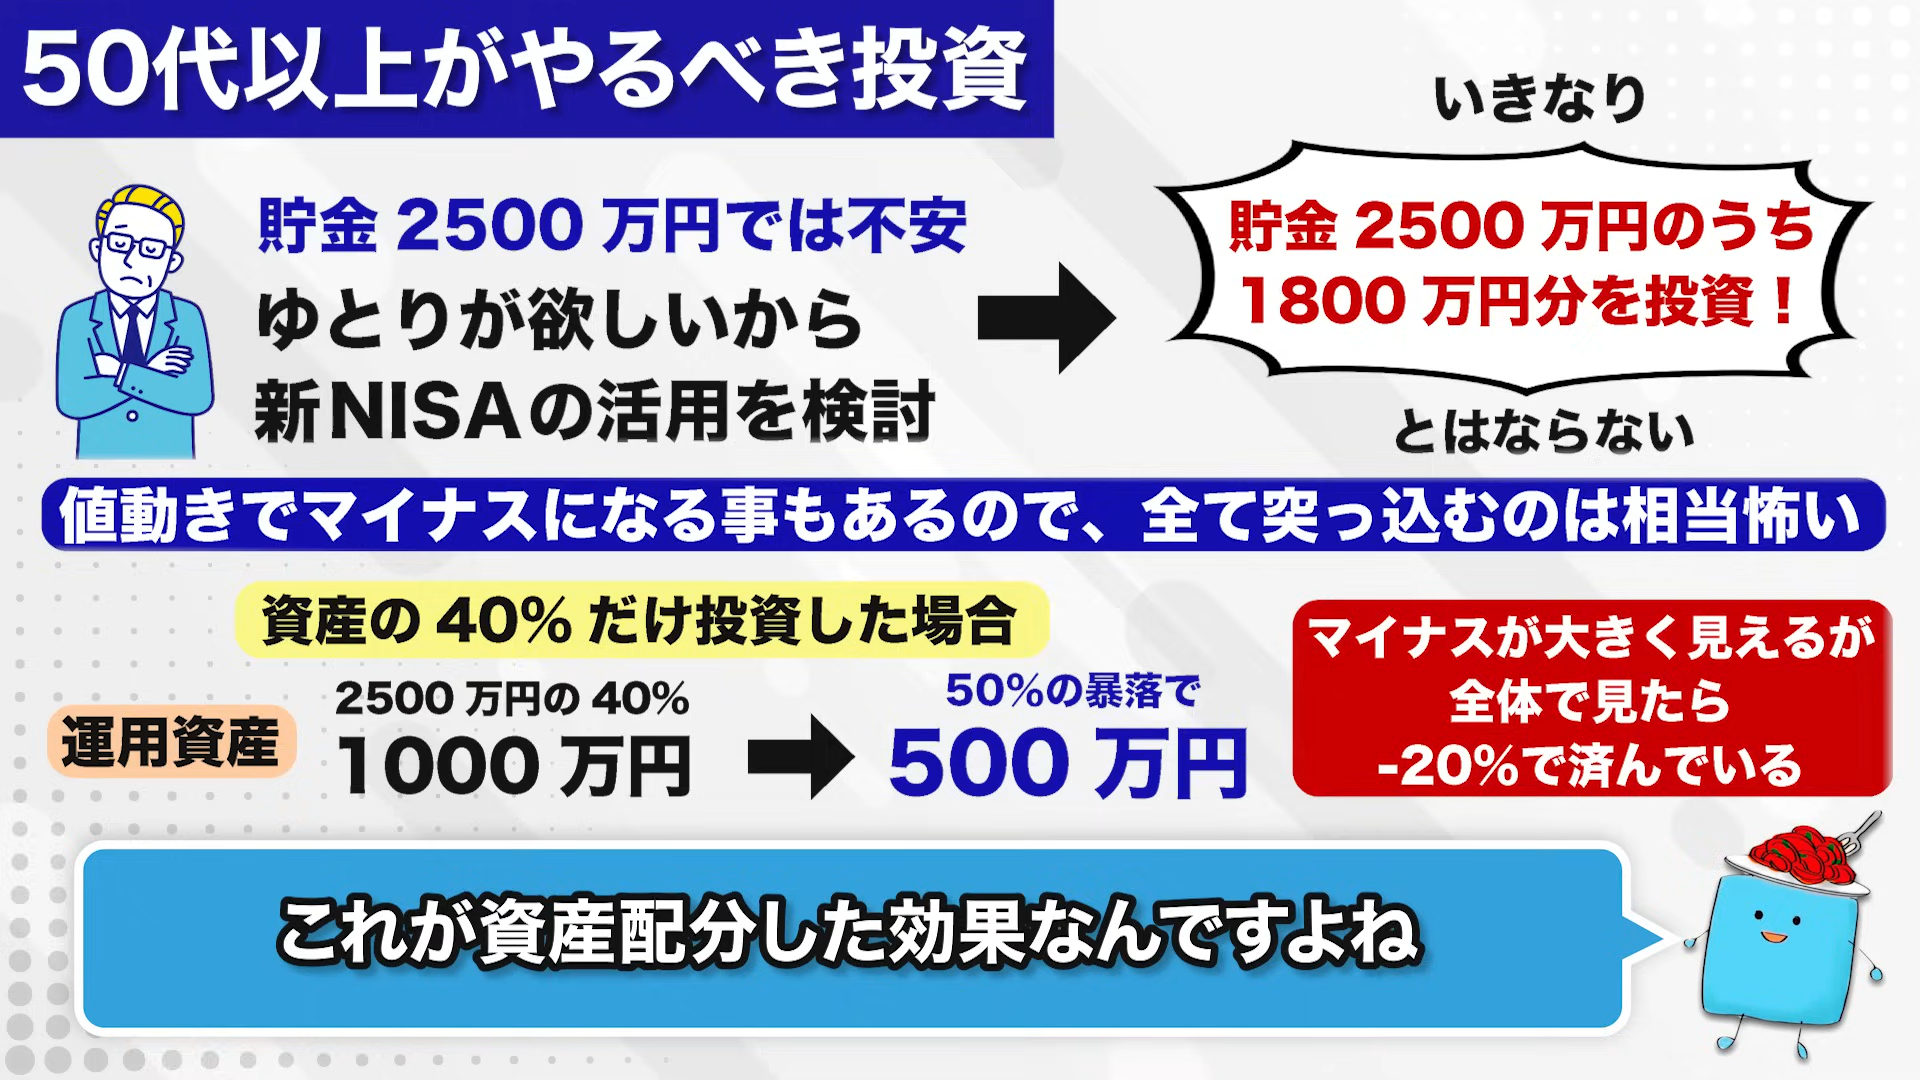 50代以上がやるべき投資
貯金2500万円では不安
ゆとりが欲しいから
新NISAの活用を検討
いきなり
貯金2500万円のうち
1800万円分を投資！
とはならない
値動きでマイナスになる事もあるので、全て突っ込むのは相当怖い
資産の40%だけ投資した場合
運用資産
2500万円の40%
1000万円
50%の暴落で
500万円
マイナスが大きく見えるが
全体で見たら
-20%で済んでいる
これが資産配分した効果なんですよね